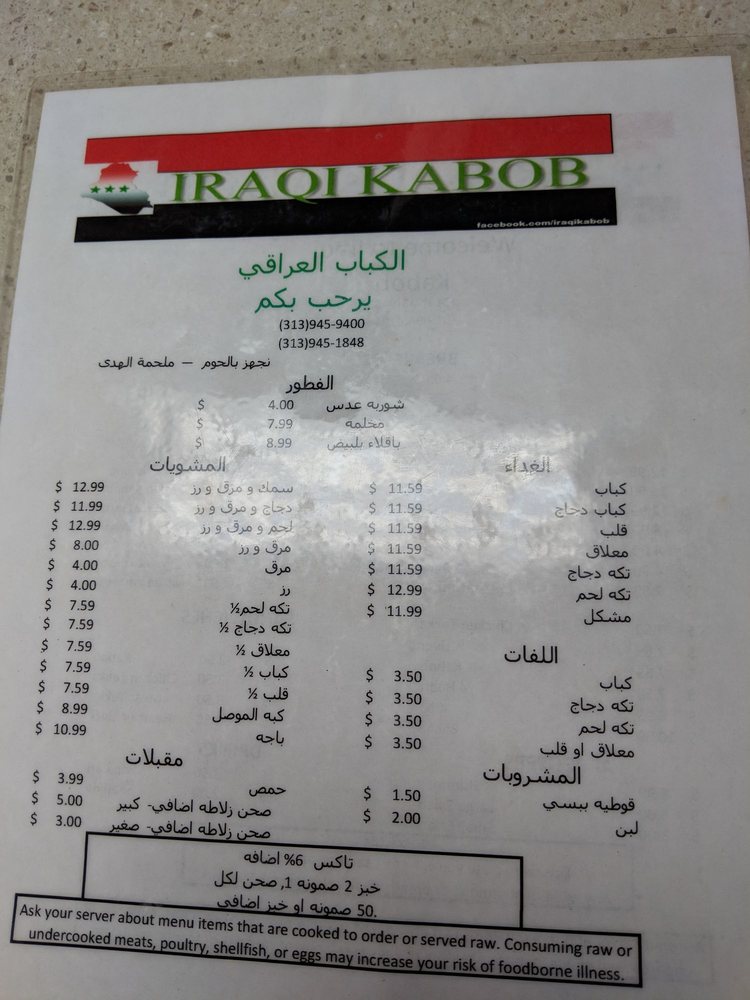 IRAQI KABOB
facebook.com/iraqikabob
الكباب العراقي
يرحب بكم
(313)945-9400
(313)945-1848
نجهز بالحوم – ملحمة الهدى
الفطور
شوربه عدس 4.00 $
مخلمه 7.99 $
باقلاء بلبيض 8.99 $
الغداء
كباب 11.59 $
كباب دجاج 11.59 $
قلب 11.59 $
معلاق 11.59 $
تكه دجاج 11.59 $
تكه لحم 12.99 $
مشكل 11.99 $
اللفات
كباب 3.50 $
تكه دجاج 3.50 $
تكه لحم 3.50 $
معلاق او قلب 3.50 $
المشروبات
قوطيه ببسي 1.50 $
لبن 2.00 $
المشويات
سمك و مرق و رز 12.99 $
دجاج و مرق و رز 11.99 $
لحم و مرق و رز 12.99 $
مرق و رز 8.00 $
مرق 4.00 $
رز 4.00 $
تكه لحم½ 7.59 $
تكه دجاج ½ 7.59 $
معلاق ½ 7.59 $
كباب ½ 7.59 $
قلب ½ 7.59 $
كبه الموصل 8.99 $
باجه 10.99 $
مقبلات
حمص 3.99 $
صحن زلاطه اضافي- كبير 5.00 $
صحن زلاطه اضافي- صغير 3.00 $
تاكس 6% اضافه
خبز 2 صمونه 1, صحن لكل
.50 صمونه او خبز اضافي
Ask your server about menu items that are cooked to order or served raw. Consuming raw or
undercooked meats, poultry, shellfish, or eggs may increase your risk of foodborne illness.